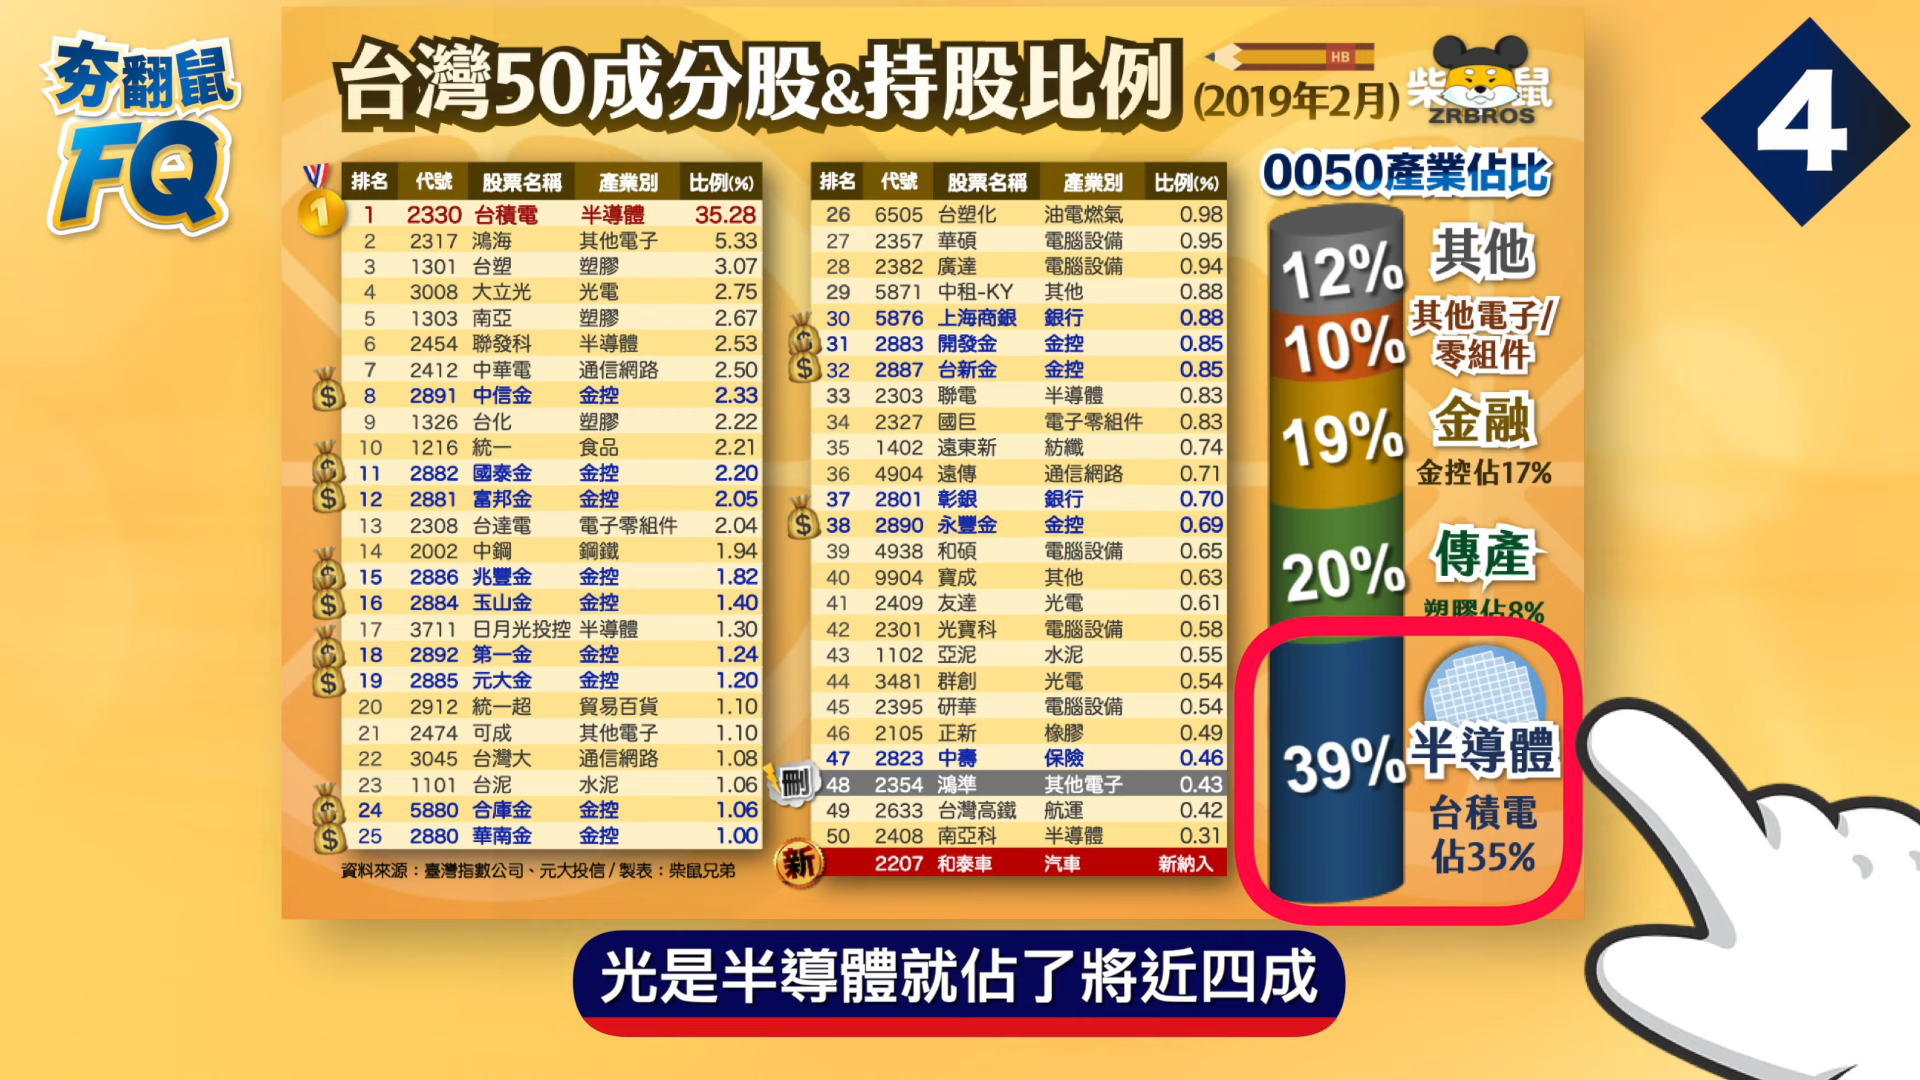 夯翻鼠
FQ
台灣50成分股&持股比例 (2019年2月)
HB
柴鼠
ZRBROS
4
排名 代號 股票名稱 產業別 比例(%)
1
1 2330 台積電 半導體 35.28
2 2317 鴻海 其他電子 5.33
3 1301 台塑 塑膠 3.07
4 3008 大立光 光電 2.75
5 1303 南亞 塑膠 2.67
6 2454 聯發科 半導體 2.53
7 2412 中華電 通信網路 2.50
$ 8 2891 中信金 金控 2.33
9 1326 台化 塑膠 2.22
10 1216 統一 食品 2.21
$ 11 2882 國泰金 金控 2.20
$ 12 2881 富邦金 金控 2.05
13 2308 台達電 電子零組件 2.04
14 2002 中鋼 鋼鐵 1.94
$ 15 2886 兆豐金 金控 1.82
$ 16 2884 玉山金 金控 1.40
17 3711 日月光投控 半導體 1.30
$ 18 2892 第一金 金控 1.24
$ 19 2885 元大金 金控 1.20
20 2912 統一超 貿易百貨 1.10
21 2474 可成 其他電子 1.10
22 3045 台灣大 通信網路 1.08
23 1101 台泥 水泥 1.06
$ 24 5880 合庫金 金控 1.06
$ 25 2880 華南金 金控 1.00
資料來源：臺灣指數公司、元大投信 / 製表：柴鼠兄弟
排名 代號 股票名稱 產業別 比例(%)
26 6505 台塑化 油電燃氣 0.98
27 2357 華碩 電腦設備 0.95
28 2382 廣達 電腦設備 0.94
29 5871 中租-KY 其他 0.88
30 5876 上海商銀 銀行 0.88
$ 31 2883 開發金 金控 0.85
$ 32 2887 台新金 金控 0.85
33 2303 聯電 半導體 0.83
34 2327 國巨 電子零組件 0.83
35 1402 遠東新 紡織 0.74
36 4904 遠傳 通信網路 0.71
37 2801 彰銀 銀行 0.70
$ 38 2890 永豐金 金控 0.69
39 4938 和碩 電腦設備 0.65
40 9904 寶成 其他 0.63
41 2409 友達 光電 0.61
42 2301 光寶科 電腦設備 0.58
43 1102 亞泥 水泥 0.55
44 3481 群創 光電 0.54
45 2395 研華 電腦設備 0.54
46 2105 正新 橡膠 0.49
47 2823 中壽 保險 0.46
刪 48 2354 鴻準 其他電子 0.43
49 2633 台灣高鐵 航運 0.42
50 2408 南亞科 半導體 0.31
新 2207 和泰車 汽車 新納入
0050產業佔比
12% 其他
10% 其他電子/
零組件
19% 金融
金控佔17%
20% 傳產
塑膠佔8%
39% 半導體
台積電
佔35%
光是半導體就佔了將近四成